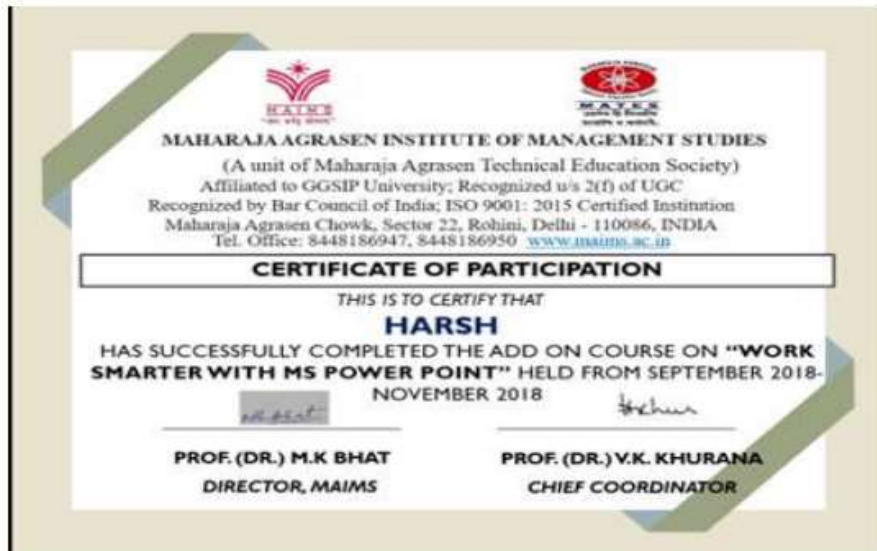 MAIMS
MATES
MAHARAJA AGRASEN INSTITUTE OF MANAGEMENT STUDIES
(A unit of Maharaja Agrasen Technical Education Society)
Affiliated to GGSIP University; Recognized u/s 2(f) of UGC
Recognized by Bar Council of India; ISO 9001: 2015 Certified Institution
Maharaja Agrasen Chowk, Sector 22, Rohini, Delhi - 110086, INDIA
Tel. Office: 8448186947, 8448186950 www.maims.ac.in
CERTIFICATE OF PARTICIPATION
THIS IS TO CERTIFY THAT
HARSH
HAS SUCCESSFULLY COMPLETED THE ADD ON COURSE ON "WORK
SMARTER WITH MS POWER POINT" HELD FROM SEPTEMBER 2018-
NOVEMBER 2018
PROF. (DR.) M.K BHAT
PROF. (DR.) V.K. KHURANA
DIRECTOR, MAIMS
CHIEF COORDINATOR